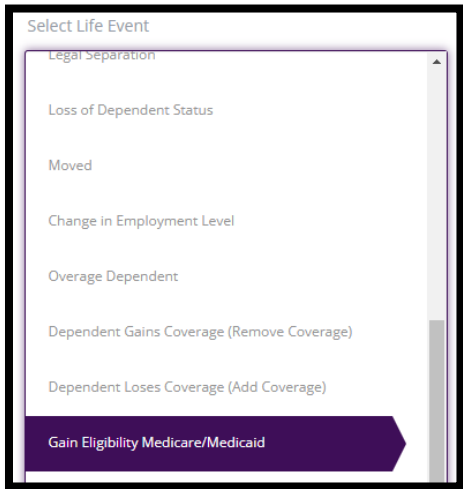 Select Life Event
Legal Separation
Loss of Dependent Status
Moved
Change in Employment Level
Overage Dependent
Dependent Gains Coverage (Remove Coverage)
Dependent Loses Coverage (Add Coverage)
Gain Eligibility Medicare/Medicaid